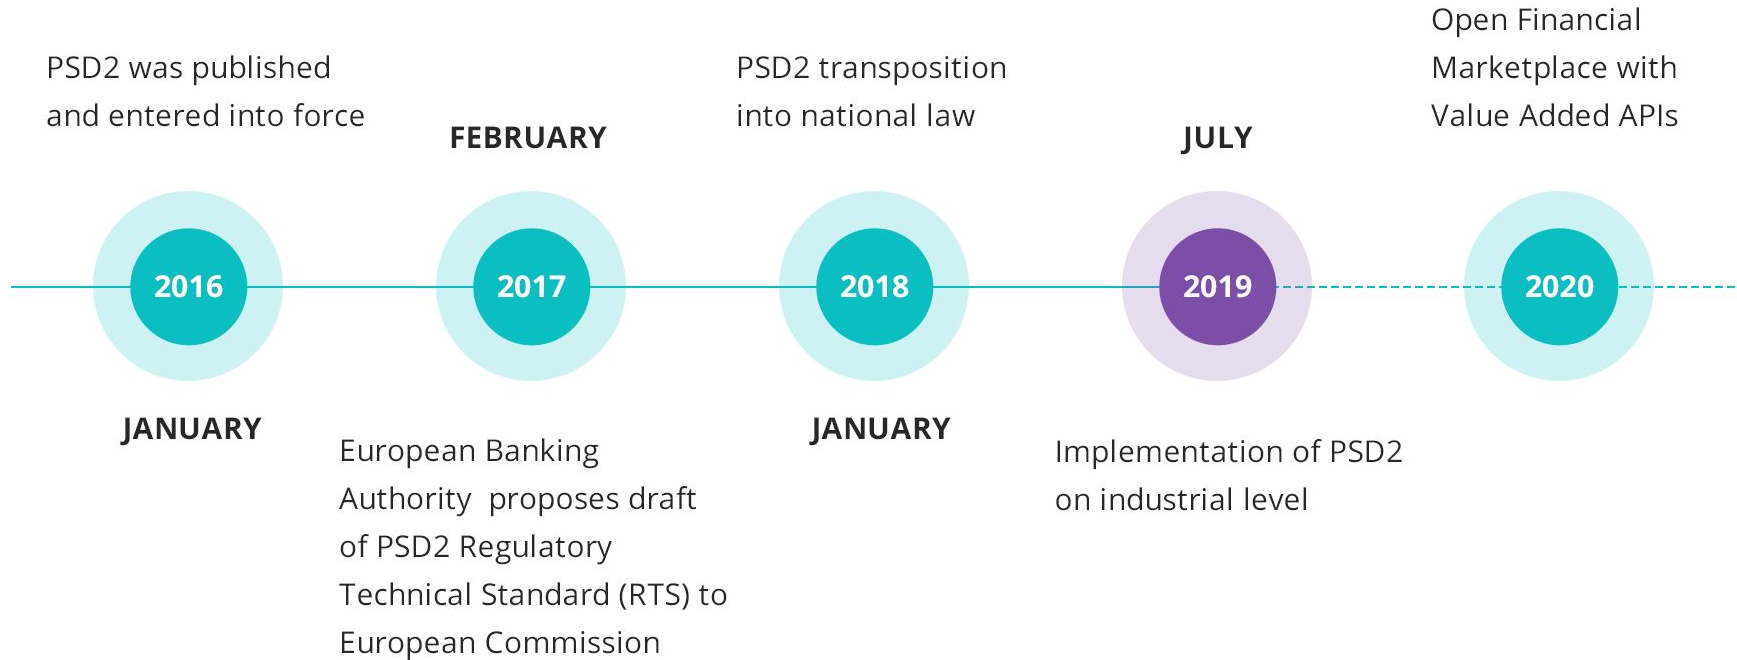 PSD2 was published
and entered into force
2016
JANUARY
FEBRUARY
2017
European Banking
Authority  proposes draft
of PSD2 Regulatory
Technical Standard (RTS) to
European Commission
PSD2 transposition
into national law
2018
JANUARY
JULY
2019
Implementation of PSD2
on industrial level
Open Financial
Marketplace with
Value Added APIs
2020